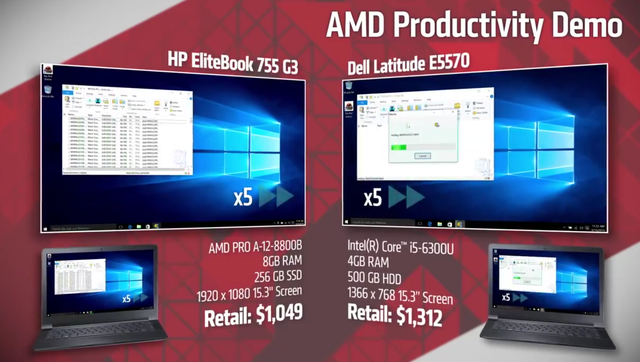 AMD Productivity Demo
HP EliteBook 755 G3
Dell Latitude E5570
x5
x5
AMD PRO A-12-8800B
8GB RAM
256 GB SSD
1920 x 1080 15.3" Screen
Retail: $1,049
Intel(R) Core™ i5-6300U
4GB RAM
500 GB HDD
1366 x 768 15.3" Screen
Retail: $1,312
x5
x5